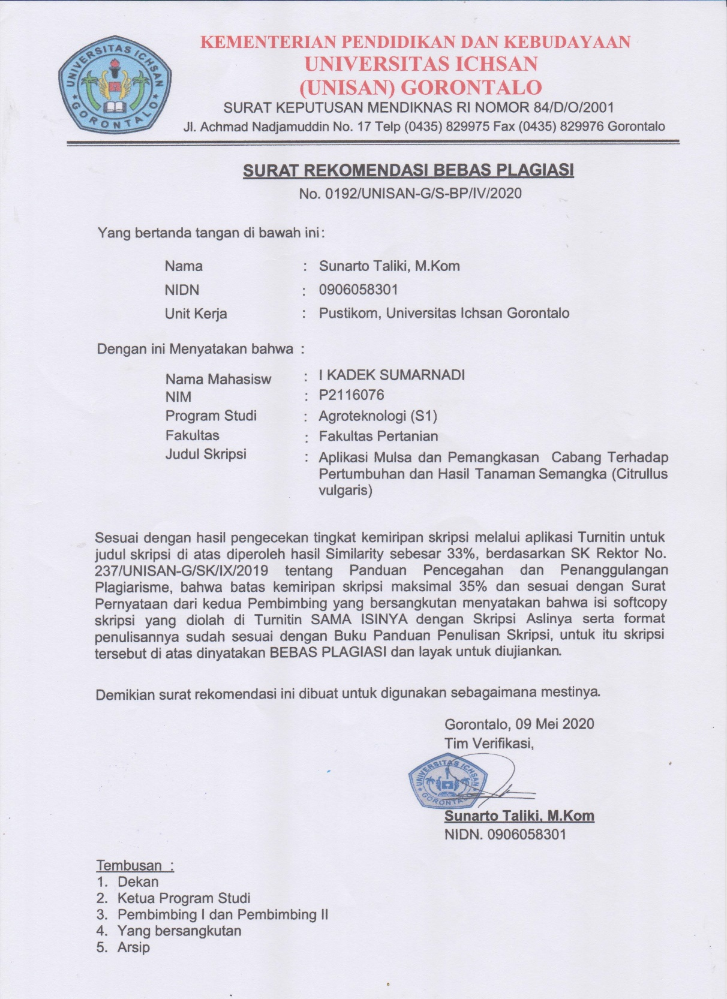 UNIVERSITAS ICHSAN
GORONTALO
KEMENTERIAN PENDIDIKAN DAN KEBUDAYAAN
UNIVERSITAS ICHSAN
(UNISAN) GORONTALO
SURAT KEPUTUSAN MENDIKNAS RI NOMOR 84/D/O/2001
Jl. Achmad Nadjamuddin No. 17 Telp (0435) 829975 Fax (0435) 829976 Gorontalo
SURAT REKOMENDASI BEBAS PLAGIASI
No. 0192/UNISAN-G/S-BP/IV/2020
Yang bertanda tangan di bawah ini :
Nama : Sunarto Taliki, M.Kom
NIDN : 0906058301
Unit Kerja : Pustikom, Universitas Ichsan Gorontalo
Dengan ini Menyatakan bahwa :
Nama Mahasisw : I KADEK SUMARNADI
NIM : P2116076
Program Studi : Agroteknologi (S1)
Fakultas : Fakultas Pertanian
Judul Skripsi : Aplikasi Mulsa dan Pemangkasan Cabang Terhadap
Pertumbuhan dan Hasil Tanaman Semangka (Citrullus
vulgaris)
Sesuai dengan hasil pengecekan tingkat kemiripan skripsi melalui aplikasi Turnitin untuk
judul skripsi di atas diperoleh hasil Similarity sebesar 33%, berdasarkan SK Rektor No.
237/UNISAN-G/SK/IX/2019 tentang Panduan Pencegahan dan Penanggulangan
Plagiarisme, bahwa batas kemiripan skripsi maksimal 35% dan sesuai dengan Surat
Pernyataan dari kedua Pembimbing yang bersangkutan menyatakan bahwa isi softcopy
skripsi yang diolah di Turnitin SAMA ISINYA dengan Skripsi Aslinya serta format
penulisannya sudah sesuai dengan Buku Panduan Penulisan Skripsi, untuk itu skripsi
tersebut di atas dinyatakan BEBAS PLAGIASI dan layak untuk diujiankan.
Demikian surat rekomendasi ini dibuat untuk digunakan sebagaimana mestinya.
Gorontalo, 09 Mei 2020
Tim Verifikasi,
UNIVERSITAS ICHSAN
GORONTALO
Sunarto Taliki, M.Kom
NIDN. 0906058301
Tembusan :
1. Dekan
2. Ketua Program Studi
3. Pembimbing I dan Pembimbing II
4. Yang bersangkutan
5. Arsip